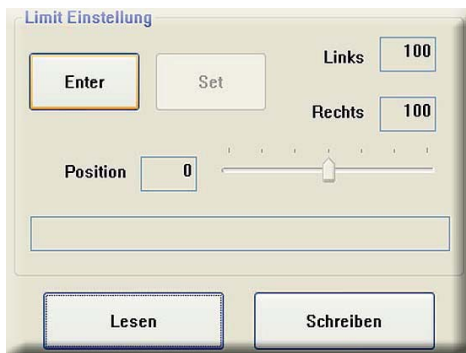 Limit Einstellung
Links 100
Enter Set
Rechts 100
Position 0
Lesen Schreiben